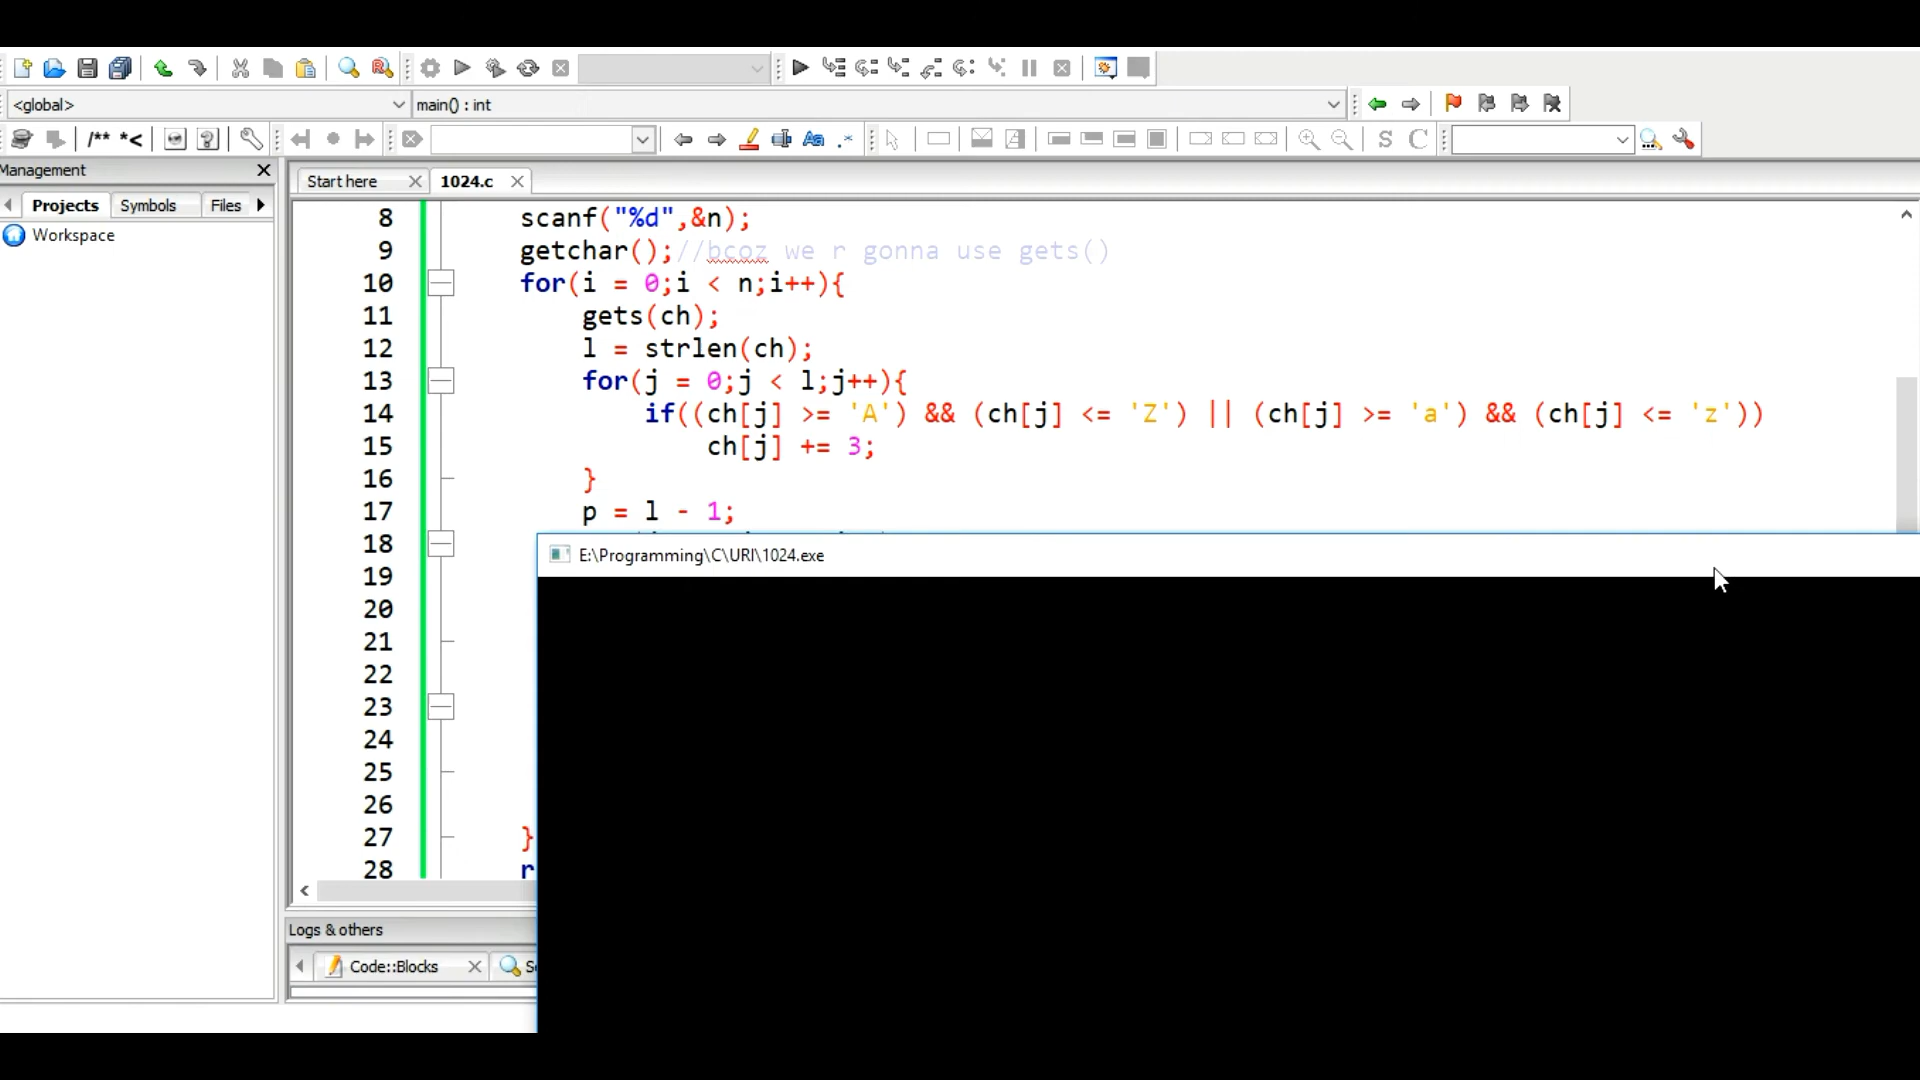 <global>
main() : int
/** *<
S C
Management
Start here
1024.c
Projects
Symbols
Files
Workspace
8 scanf("%d",&n);
9 getchar();//bcoz we r gonna use gets()
10 for(i = 0;i < n;i++){
11 gets(ch);
12 l = strlen(ch);
13 for(j = 0;j < l;j++){
14 if((ch[j] >= 'A') && (ch[j] <= 'Z') || (ch[j] >= 'a') && (ch[j] <= 'z'))
15 ch[j] += 3;
16 }
17 p = l - 1;
18
E:\Programming\C\URI\1024.exe
19
20
21
22
23
24
25
26
27 }
28 r
Logs & others
Code::Blocks